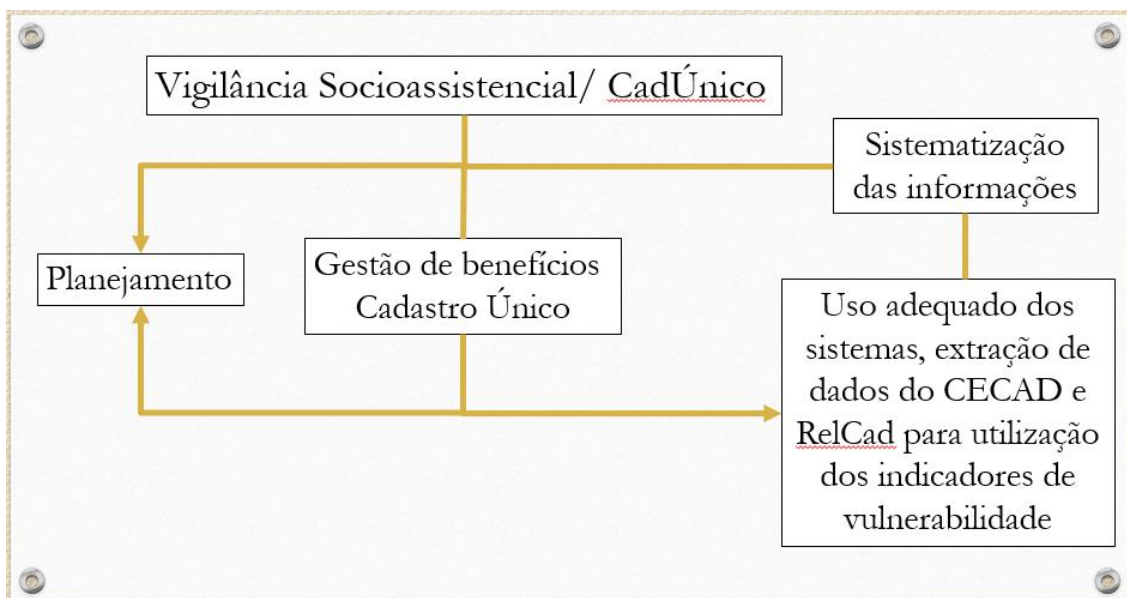 Vigilância Socioassistencial/ CadÚnico
Sistematização
das informações
Planejamento
Gestão de benefícios
Cadastro Único
Uso adequado dos
sistemas, extração de
dados do CECAD e
RelCad para utilização
dos indicadores de
vulnerabilidade